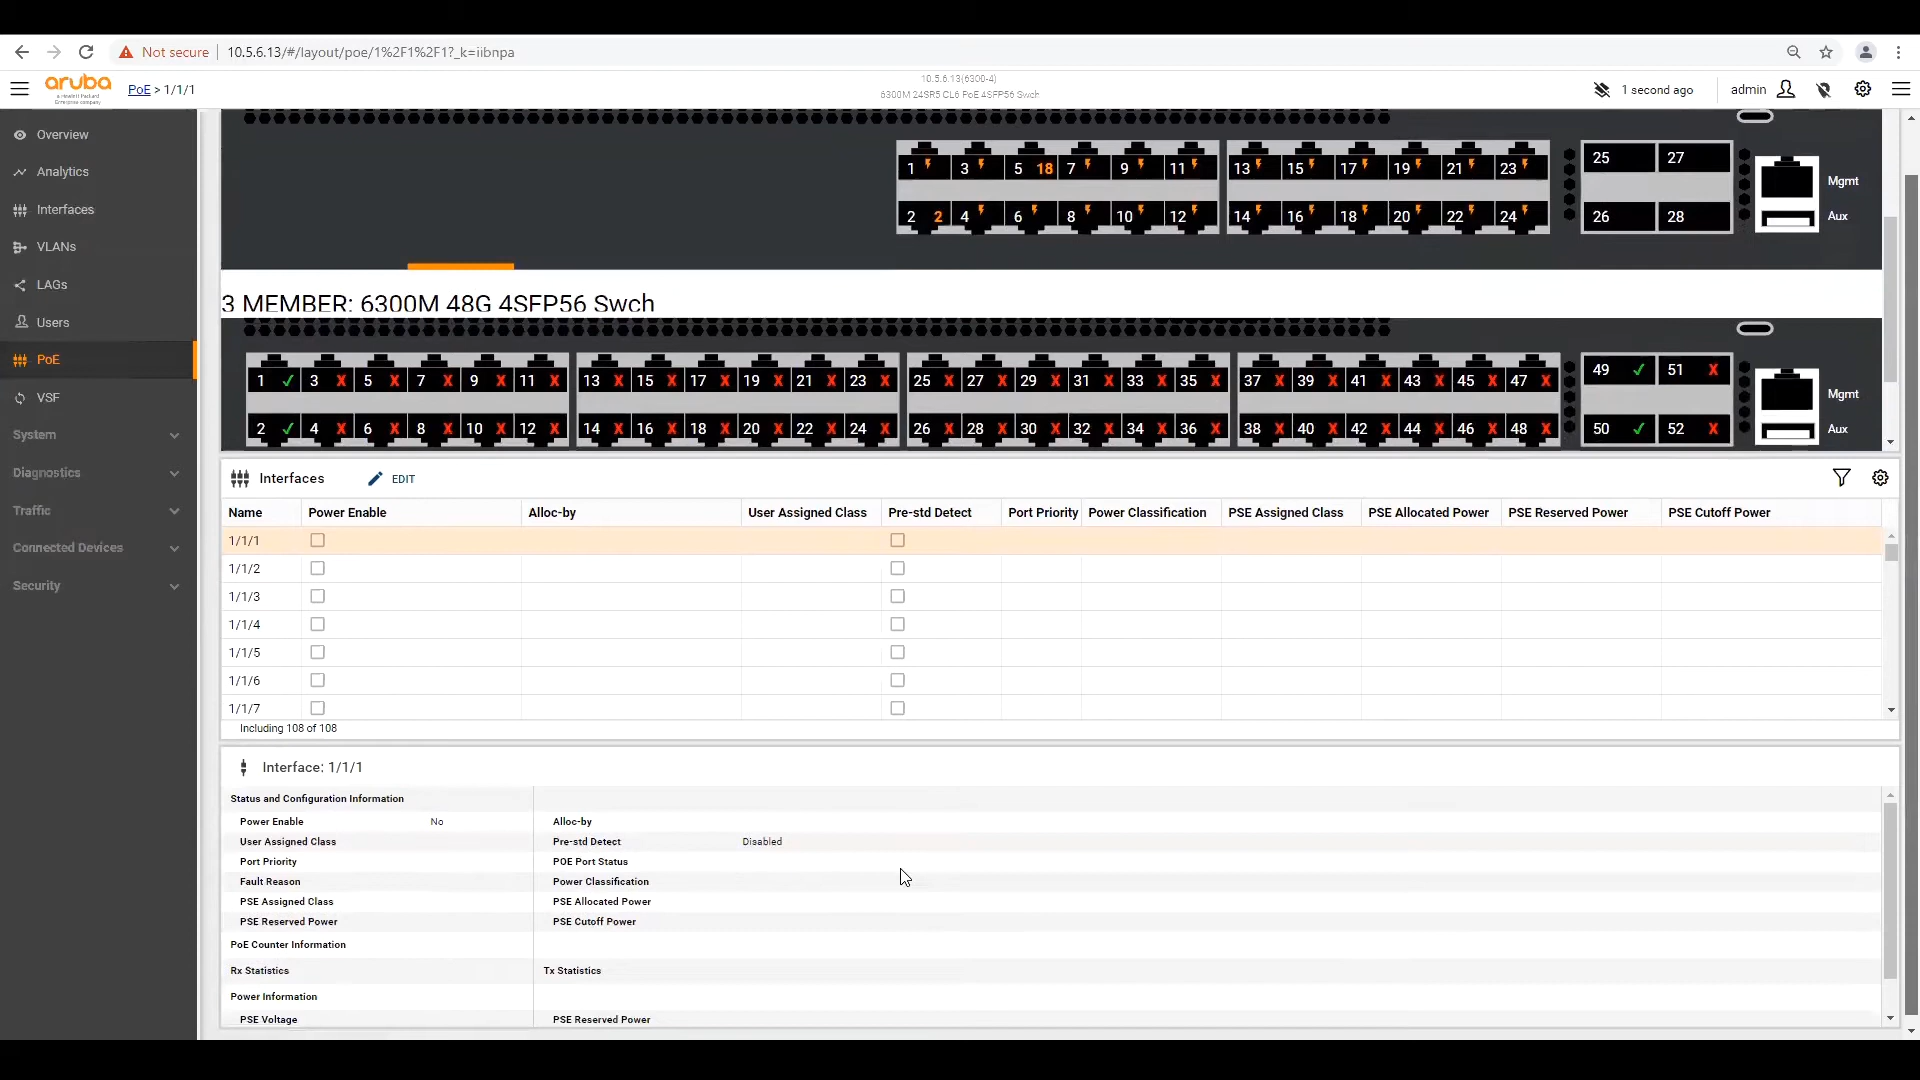 Not secure 10.5.6.13/#/layout/poe/1%2F1%2F1?_k=iibnpa
aruba
a Hewlett Packard
Enterprise company
PoE > 1/1/1
10.5.6.13(6300-4)
6300M 24SR5 CL6 PoE 4SFP56 Swch
1 second ago
admin
Overview
Analytics
Interfaces
VLANs
LAGs
Users
PoE
VSF
System
Diagnostics
Traffic
Connected Devices
Security
1 3 5 18 7 9 11 13 15 17 19 21 23 25 27
Mgmt
2 2 4 6 8 10 12 14 16 18 20 22 24 26 28
Aux
3 MEMBER: 6300M 48G 4SFP56 Swch
1 ✓ 3 X 5 X 7 X 9 X 11 X 13 X 15 X 17 X 19 X 21 X 23 X 25 X 27 X 29 X 31 X 33 X 35 X 37 X 39 X 41 X 43 X 45 X 47 X 49 ✓ 51 X
Mgmt
2 ✓ 4 X 6 X 8 X 10 X 12 X 14 X 16 X 18 X 20 X 22 X 24 X 26 X 28 X 30 X 32 X 34 X 36 X 38 X 40 X 42 X 44 X 46 X 48 X 50 ✓ 52 X
Aux
Interfaces EDIT
Name Power Enable Alloc-by User Assigned Class Pre-std Detect Port Priority Power Classification PSE Assigned Class PSE Allocated Power PSE Reserved Power PSE Cutoff Power
1/1/1
1/1/2
1/1/3
1/1/4
1/1/5
1/1/6
1/1/7
Including 108 of 108
Interface: 1/1/1
Status and Configuration Information
Power Enable No Alloc-by
User Assigned Class Pre-std Detect Disabled
Port Priority POE Port Status
Fault Reason Power Classification
PSE Assigned Class PSE Allocated Power
PSE Reserved Power PSE Cutoff Power
PoE Counter Information
Rx Statistics Tx Statistics
Power Information
PSE Voltage PSE Reserved Power